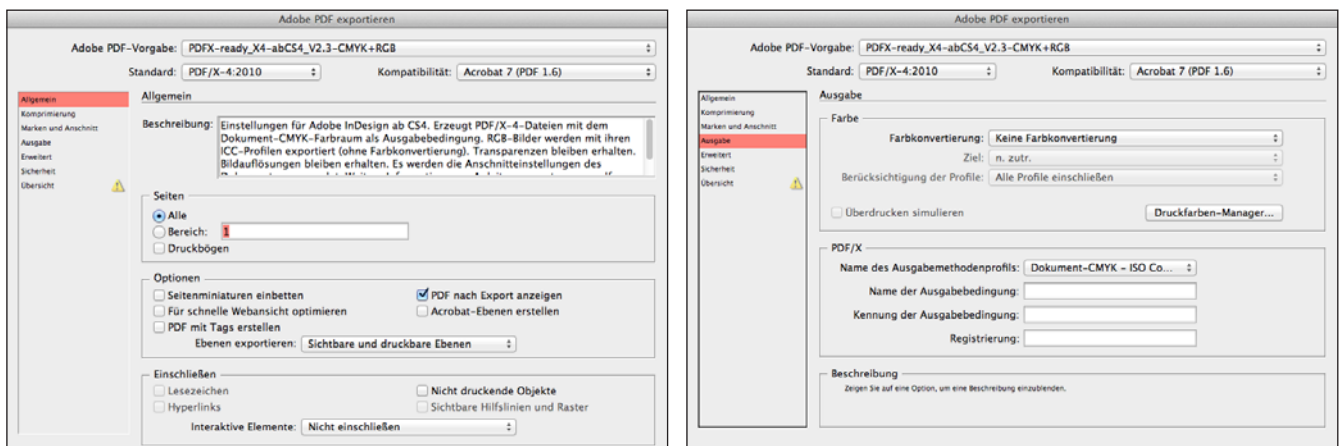 Adobe PDF exportieren
Adobe PDF-Vorgabe: PDFX-ready_X4-abCS4_V2.3-CMYK+RGB
Standard: PDF/X-4:2010 Kompatibilität: Acrobat 7 (PDF 1.6)
Allgemein
Komprimierung
Marken und Anschnitt
Ausgabe
Erweitert
Sicherheit
Übersicht
Allgemein
Beschreibung: Einstellungen für Adobe InDesign ab CS4. Erzeugt PDF/X-4-Dateien mit dem
Dokument-CMYK-Farbraum als Ausgabebedingung. RGB-Bilder werden mit ihren
ICC-Profilen exportiert (ohne Farbkonvertierung). Transparenzen bleiben erhalten.
Bildauflösungen bleiben erhalten. Es werden die Anschnitteinstellungen des
Seiten
Alle
Bereich: 1
Druckbögen
Optionen
Seitenminiaturen einbetten PDF nach Export anzeigen
Für schnelle Webansicht optimieren Acrobat-Ebenen erstellen
PDF mit Tags erstellen
Ebenen exportieren: Sichtbare und druckbare Ebenen
Einschließen
Lesezeichen Nicht druckende Objekte
Hyperlinks Sichtbare Hilfslinien und Raster
Interaktive Elemente: Nicht einschließen
Adobe PDF exportieren
Adobe PDF-Vorgabe: PDFX-ready_X4-abCS4_V2.3-CMYK+RGB
Standard: PDF/X-4:2010 Kompatibilität: Acrobat 7 (PDF 1.6)
Allgemein
Komprimierung
Marken und Anschnitt
Ausgabe
Erweitert
Sicherheit
Übersicht
Ausgabe
Farbe
Farbkonvertierung: Keine Farbkonvertierung
Ziel: n. zutr.
Berücksichtigung der Profile: Alle Profile einschließen
Überdrucken simulieren Druckfarben-Manager...
PDF/X
Name des Ausgabemethodenprofils: Dokument-CMYK - ISO Co...
Name der Ausgabebedingung:
Kennung der Ausgabebedingung:
Registrierung:
Beschreibung
Zeigen Sie auf eine Option, um eine Beschreibung einzublenden.